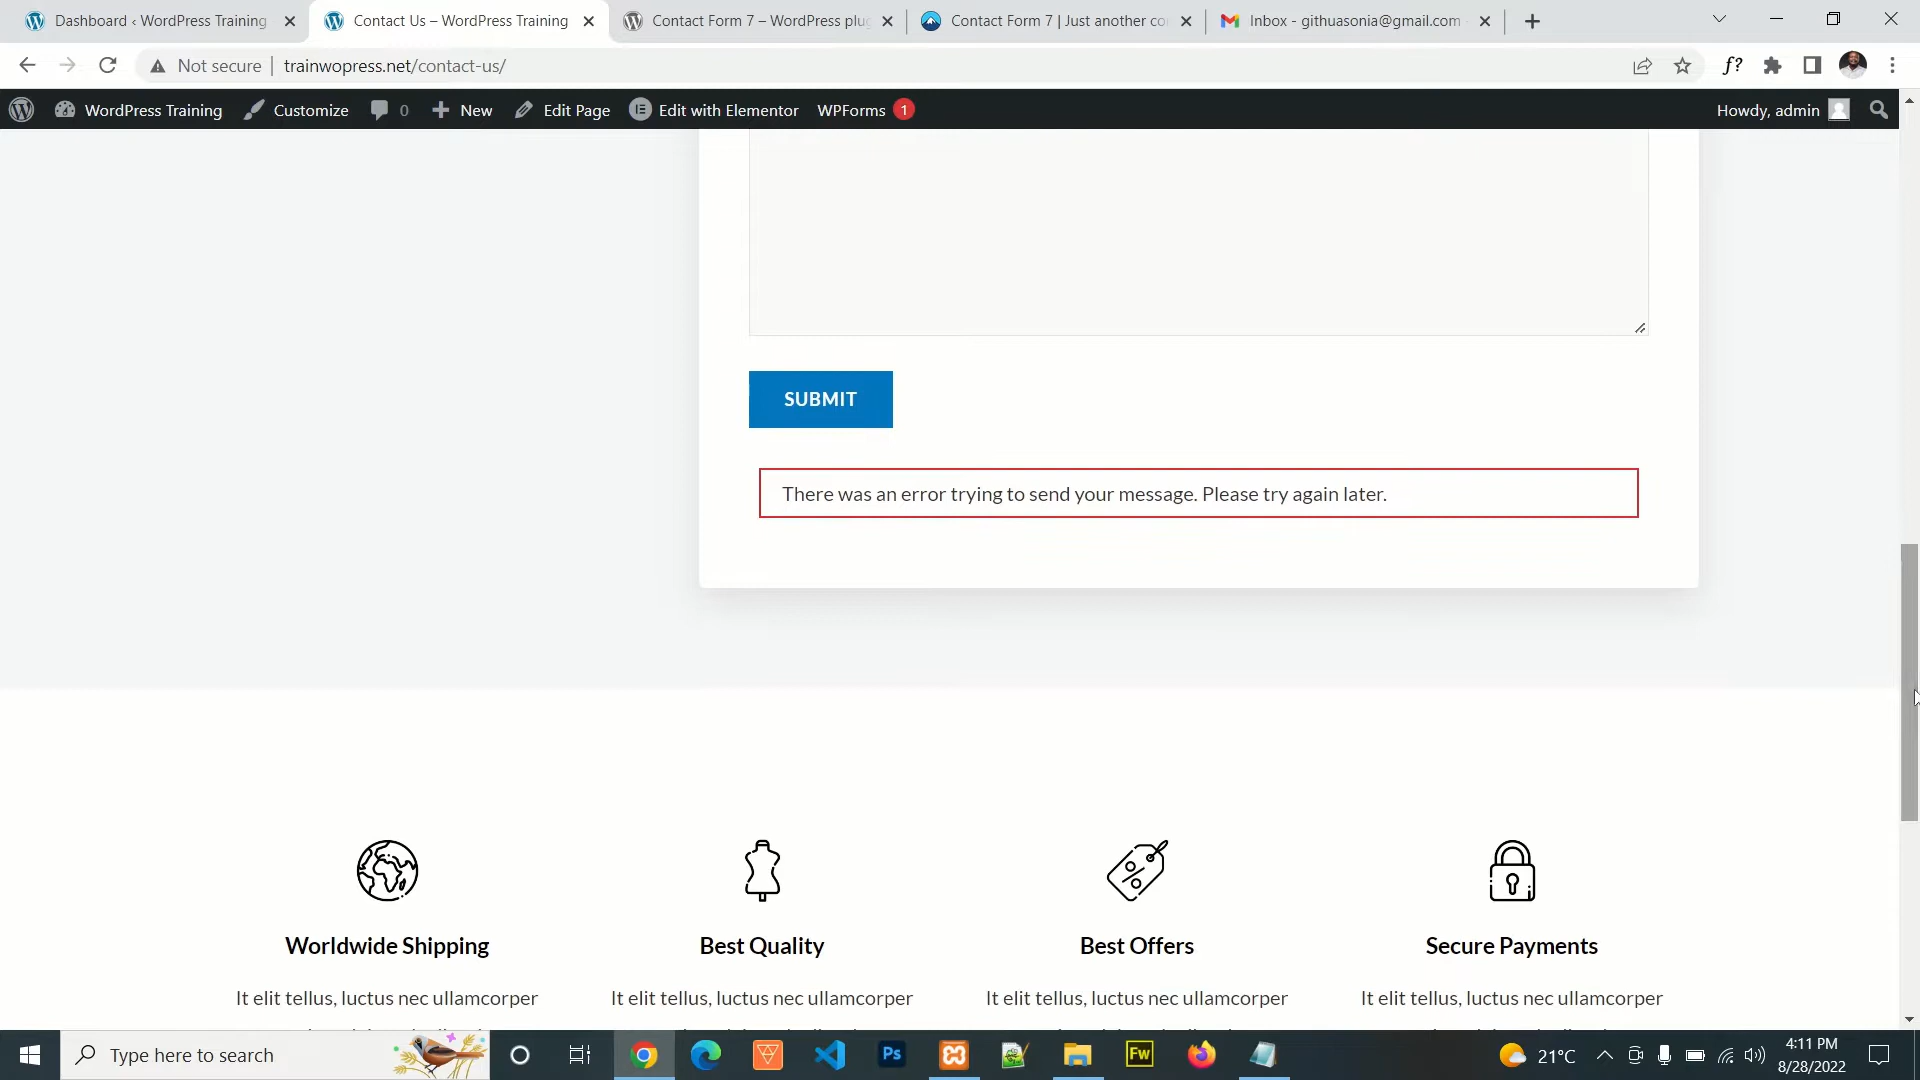 Dashboard ‹ WordPress Training
Contact Us – WordPress Training
Contact Form 7 – WordPress plu
Contact Form 7 | Just another co
Inbox - githuasonia@gmail.com
Not secure
trainwopress.net/contact-us/
f?
WordPress Training
Customize
0
New
Edit Page
Edit with Elementor
WPForms
1
Howdy, admin
SUBMIT
There was an error trying to send your message. Please try again later.
Worldwide Shipping
Best Quality
Best Offers
Secure Payments
It elit tellus, luctus nec ullamcorper
It elit tellus, luctus nec ullamcorper
It elit tellus, luctus nec ullamcorper
It elit tellus, luctus nec ullamcorper
Type here to search
Ps
Fw
21°C
4:11 PM
8/28/2022